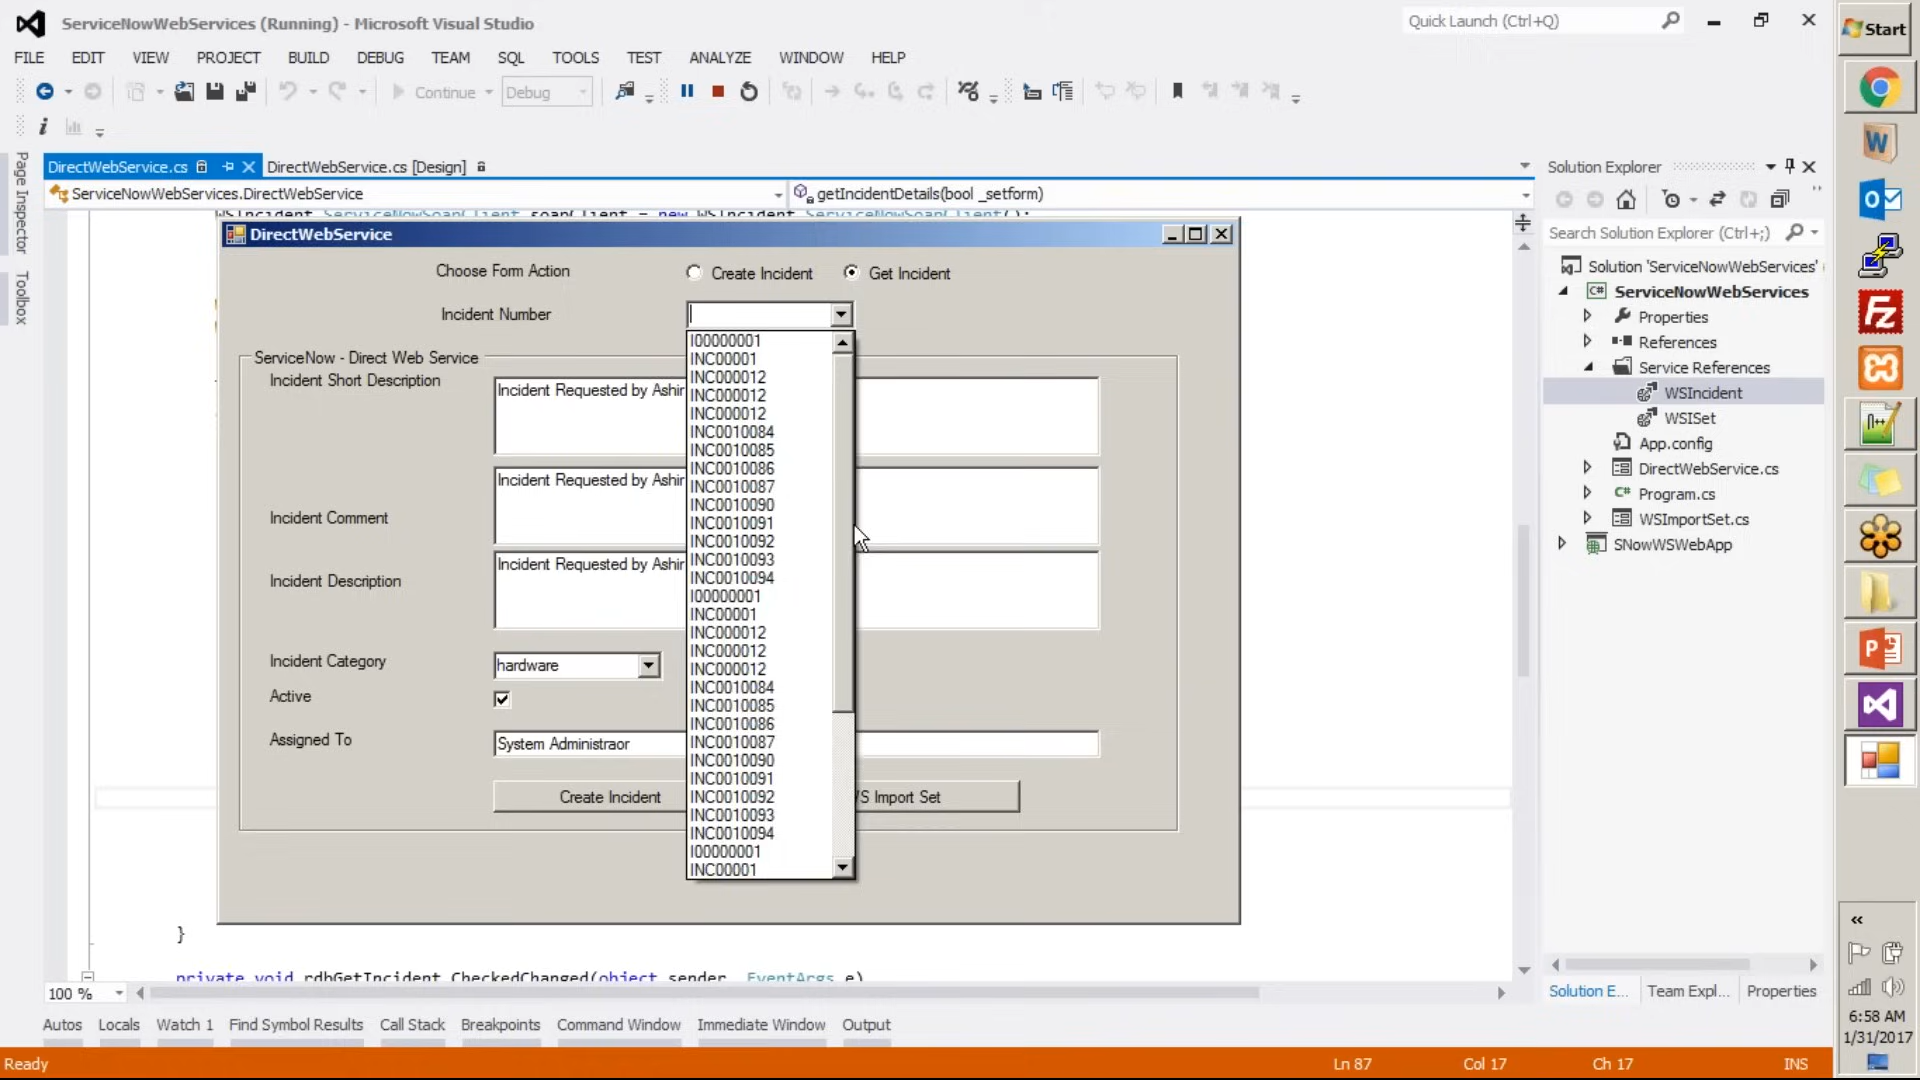 ServiceNowWebServices (Running) - Microsoft Visual Studio
Quick Launch (Ctrl+Q)
Start
FILE EDIT VIEW PROJECT BUILD DEBUG TEAM SQL TOOLS TEST ANALYZE WINDOW HELP
Continue Debug
DirectWebService.cs DirectWebService.cs [Design]
ServiceNowWebServices.DirectWebService
getIncidentDetails(bool _setform)
Page Inspector
Toolbox
WSIncident.ServiceNowSoapClient soapClient = new WSIncident.ServiceNowSoapClient();
DirectWebService
Choose Form Action
Create Incident
Get Incident
Incident Number
I00000001
INC00001
INC000012
INC000012
INC000012
INC0010084
INC0010085
INC0010086
INC0010087
INC0010090
INC0010091
INC0010092
INC0010093
INC0010094
I00000001
INC00001
INC000012
INC000012
INC000012
INC0010084
INC0010085
INC0010086
INC0010087
INC0010090
INC0010091
INC0010092
INC0010093
INC0010094
I00000001
INC00001
ServiceNow - Direct Web Service
Incident Short Description
Incident Requested by Ashir
Incident Comment
Incident Requested by Ashir
Incident Description
Incident Requested by Ashir
Incident Category
hardware
Active
Assigned To
System Administraor
Create Incident
WS Import Set
}
private void rdbGetIncident_CheckedChanged(object sender, EventArgs e)
100 %
Solution Explorer
Search Solution Explorer (Ctrl+;)
Solution 'ServiceNowWebServices'
ServiceNowWebServices
Properties
References
Service References
WSIncident
WSISet
App.config
DirectWebService.cs
Program.cs
WSImportSet.cs
SNowWSWebApp
Solution E... Team Expl... Properties
Autos Locals Watch 1 Find Symbol Results Call Stack Breakpoints Command Window Immediate Window Output
Ready
Ln 87 Col 17 Ch 17 INS
6:58 AM
1/31/2017